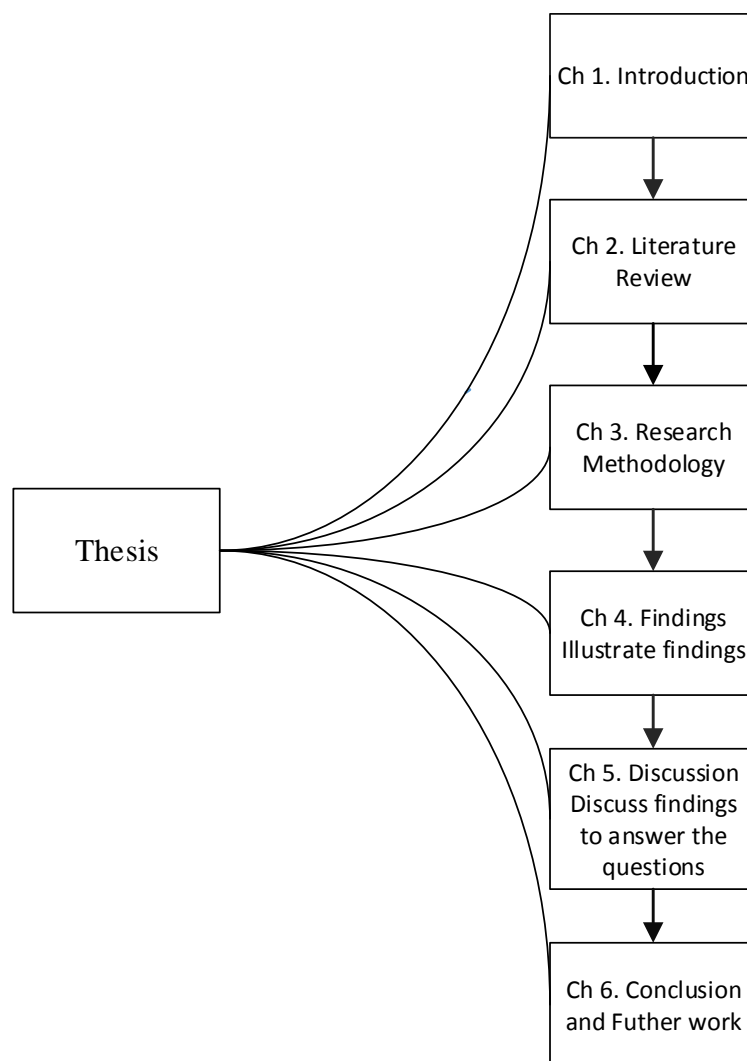 Ch 1. Introduction
Ch 2. Literature
Review
Ch 3. Research
Methodology
Thesis
Ch 4. Findings
Illustrate findings
Ch 5. Discussion
Discuss findings
to answer the
questions
Ch 6. Conclusion
and Futher work